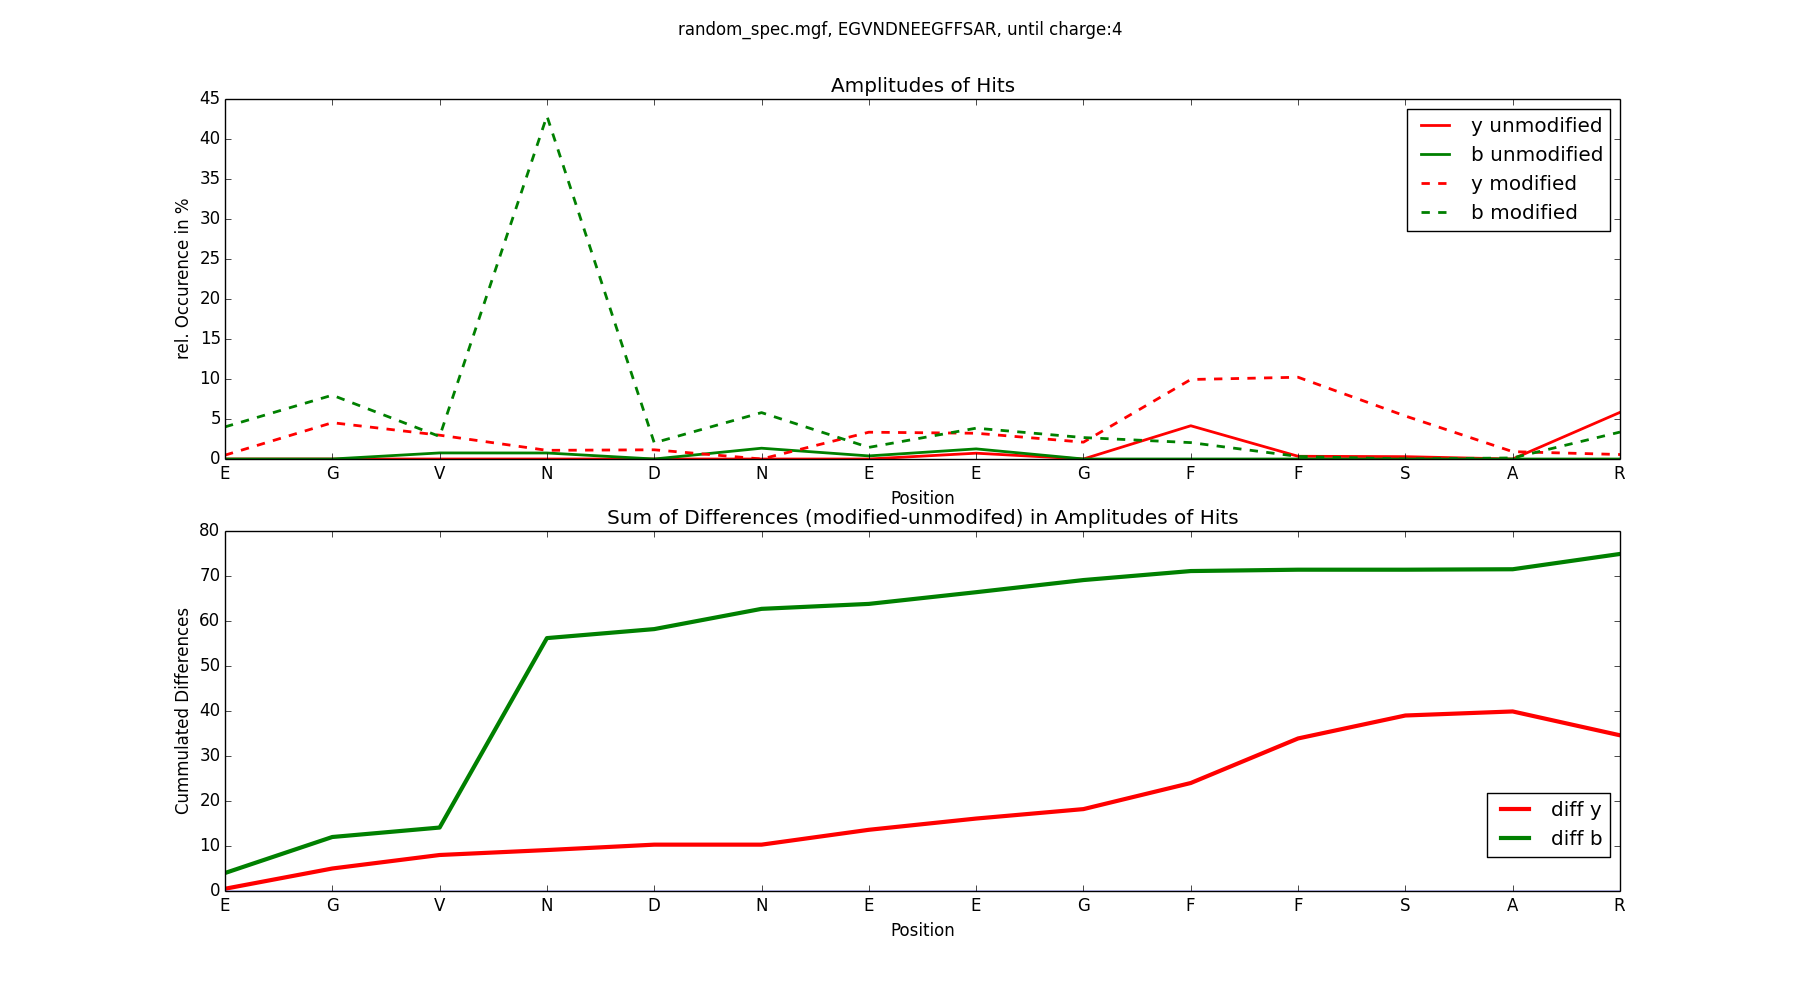 random_spec.mgf, EGVNDNEEGFFSAR, until charge:4
Amplitudes of Hits
45
40
35
30
25
20
15
10
5
0
rel. Occurence in %
y unmodified
b unmodified
y modified
b modified
E G V N D N E E G F F S A R
Position
Sum of Differences (modified-unmodifed) in Amplitudes of Hits
80
70
60
50
40
30
20
10
0
Cummulated Differences
diff y
diff b
E G V N D N E E G F F S A R
Position